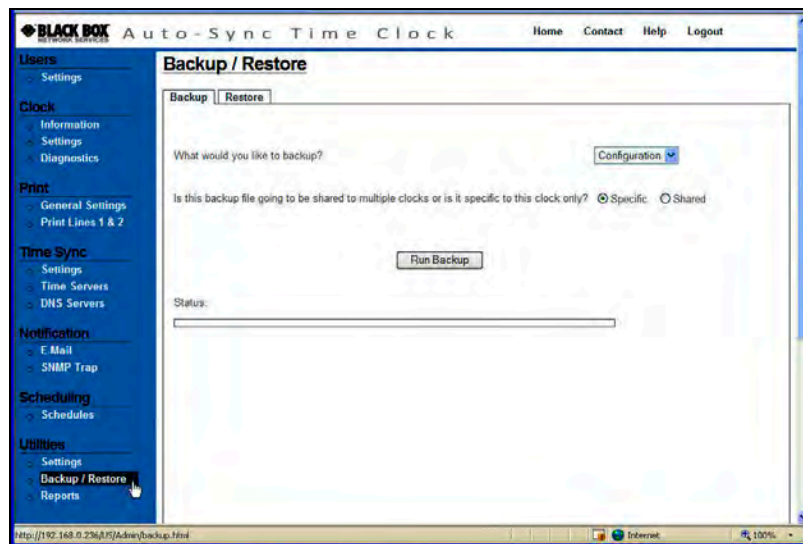 BLACK BOX Auto-Sync Time Clock Home Contact Help Logout
NETWORK SERVICES
Users
Settings
Clock
Information
Settings
Diagnostics
Print
General Settings
Print Lines 1 & 2
Time Sync
Settings
Time Servers
DNS Servers
Notification
E.Mail
SNMP Trap
Scheduling
Schedules
Utilities
Settings
Backup / Restore
Reports
Backup / Restore
Backup Restore
What would you like to backup? Configuration
Is this backup file going to be shared to multiple clocks or is it specific to this clock only? Specific Shared
Run Backup
Status:
http://192.168.0.236/US/Admin/backup.html Internet 100%